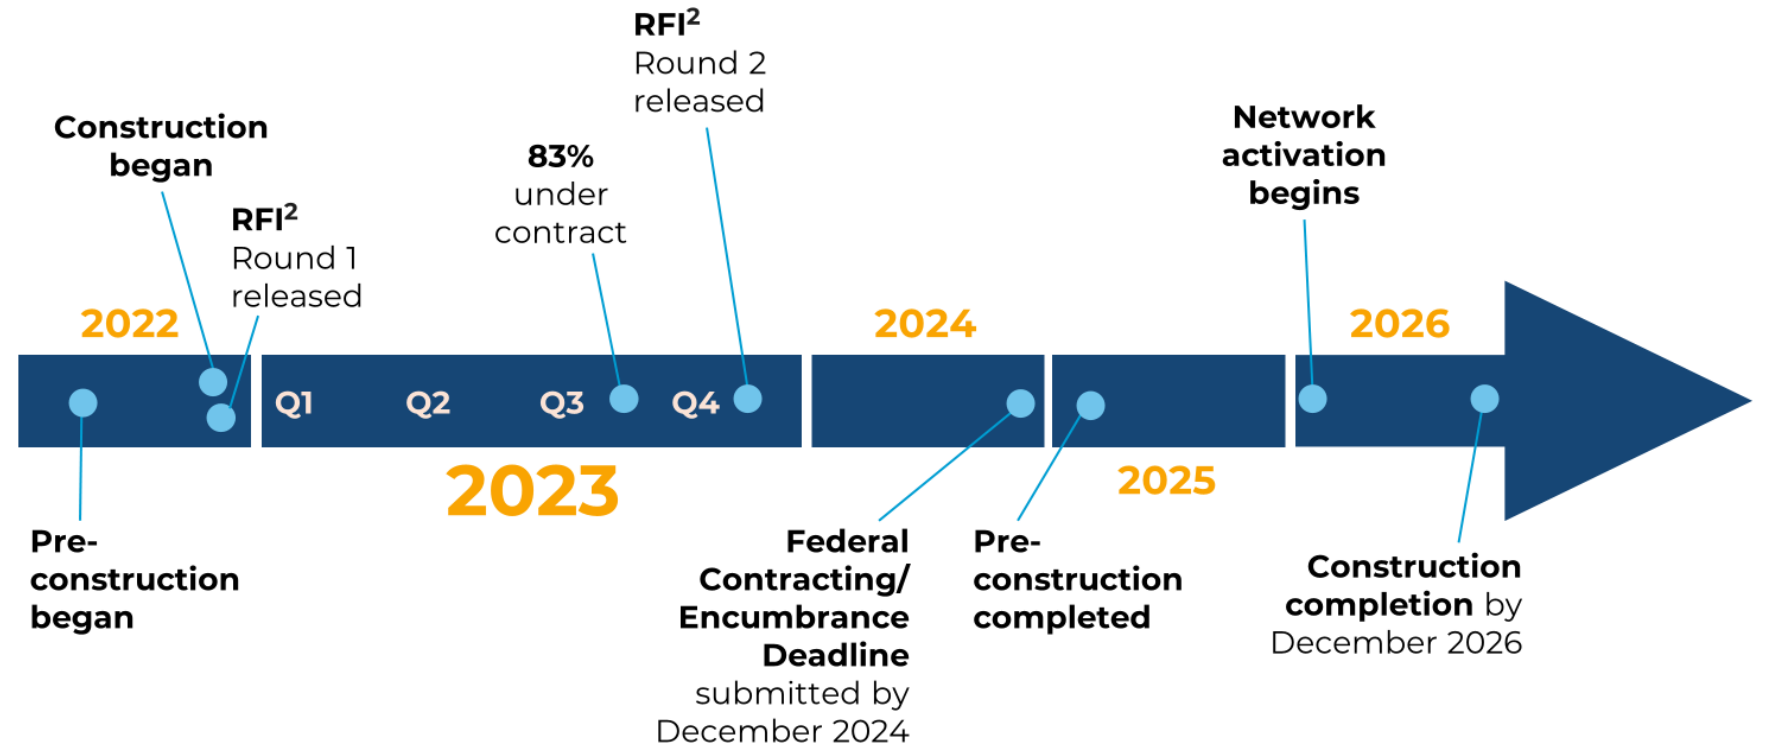 RFI²
Round 2
released
Construction
began
83%
under
contract
RFI²
Round 1
released
Network
activation
begins
2022
2024
2026
Q1
Q2
Q3
Q4
2023
2025
Pre-
construction
began
Federal
Contracting/
Encumbrance
Deadline
submitted by
December 2024
Pre-
construction
completed
Construction
completion by
December 2026